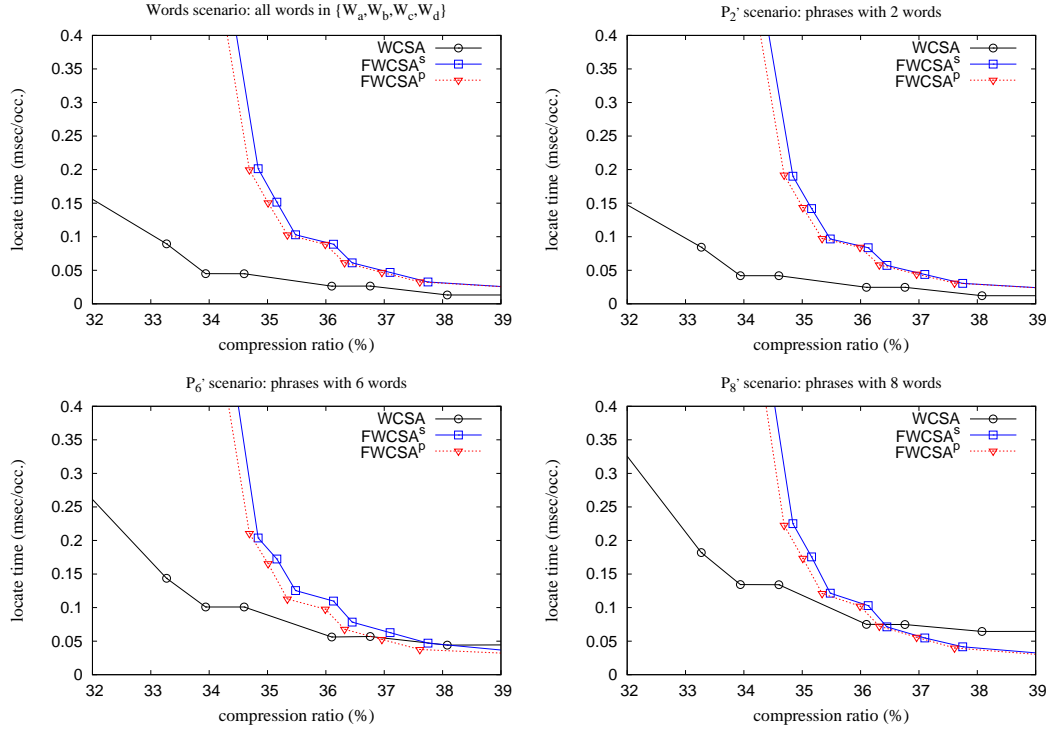 Words scenario: all words in {Wa,Wb,Wc,Wd}
locate time (msec/occ.)
0.4
0.35
0.3
0.25
0.2
0.15
0.1
0.05
0
WCSA
FWCSA^s
FWCSA^p
32 33 34 35 36 37 38 39
compression ratio (%)
P2' scenario: phrases with 2 words
locate time (msec/occ.)
0.4
0.35
0.3
0.25
0.2
0.15
0.1
0.05
0
WCSA
FWCSA^s
FWCSA^p
32 33 34 35 36 37 38 39
compression ratio (%)
P6' scenario: phrases with 6 words
locate time (msec/occ.)
0.4
0.35
0.3
0.25
0.2
0.15
0.1
0.05
0
WCSA
FWCSA^s
FWCSA^p
32 33 34 35 36 37 38 39
compression ratio (%)
P8' scenario: phrases with 8 words
locate time (msec/occ.)
0.4
0.35
0.3
0.25
0.2
0.15
0.1
0.05
0
WCSA
FWCSA^s
FWCSA^p
32 33 34 35 36 37 38 39
compression ratio (%)